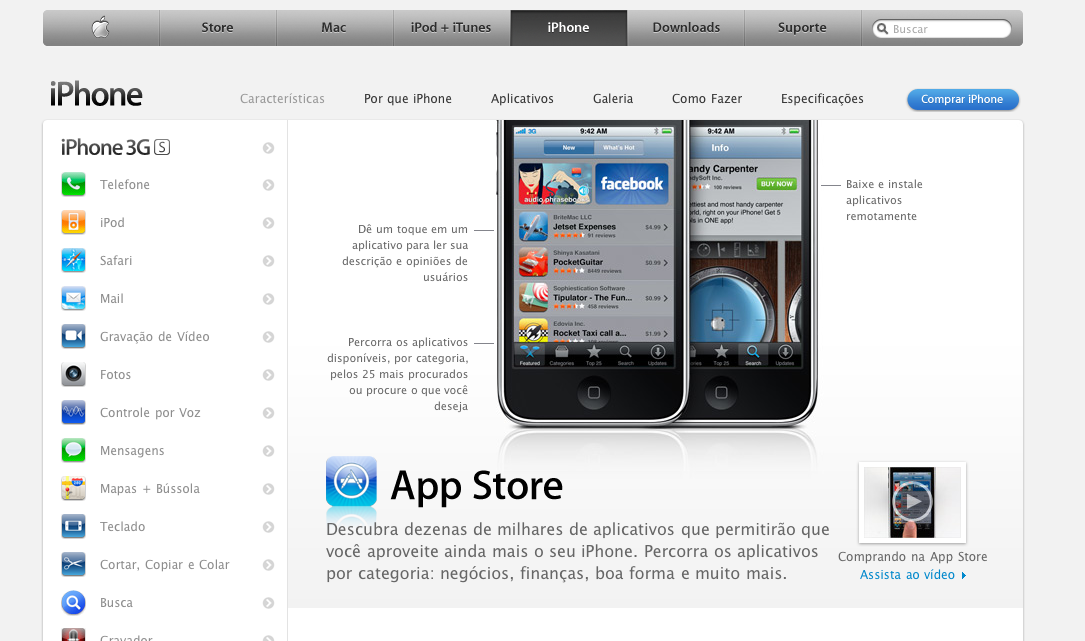 Store
Mac
iPod + iTunes
iPhone
Downloads
Suporte
Buscar
iPhone
Características
Por que iPhone
Aplicativos
Galeria
Como Fazer
Especificações
Comprar iPhone
iPhone 3G S
Telefone
iPod
Safari
Mail
Gravação de Vídeo
Fotos
Controle por Voz
Mensagens
Mapas + Bússola
Teclado
Cortar, Copiar e Colar
Busca
Gravador
Dê um toque em um
aplicativo para ler sua
descrição e opiniões de
usuários
Percorra os aplicativos
disponíveis, por categoria,
pelos 25 mais procurados
ou procure o que você
deseja
3G
9:42 AM
New
What's Hot
audio phrasebo
facebook
BriteMac LLC
Jetset Expenses
$4.99
91 reviews
Shinya Kasatani
PocketGuitar
$0.99
8449 reviews
Sophiestication Software
Tipulator - The Fun...
$0.99
458 reviews
Edovia Inc.
Rocket Taxi call a...
$1.99
Featured
Categories
Top 25
Search
Updates
9:42 AM
Info
ndy Carpenter
dySoft Inc.
100 reviews
BUY NOW
ttiest and most handy carpenter
orld, right on your iPhone! Get 5
ls in ONE app!
Top 25
Search
Updates
Baixe e instale
aplicativos
remotamente
App Store
Descubra dezenas de milhares de aplicativos que permitirão que
você aproveite ainda mais o seu iPhone. Percorra os aplicativos
por categoria: negócios, finanças, boa forma e muito mais.
Comprando na App Store
Assista ao vídeo